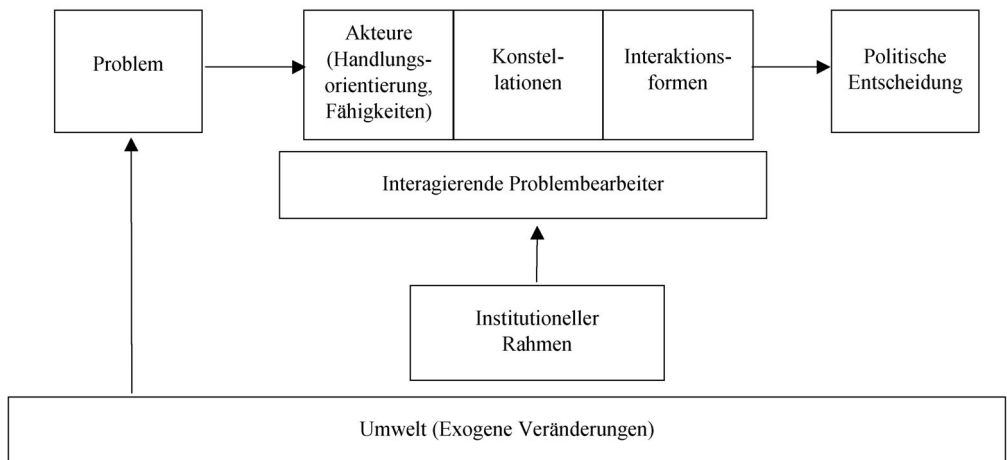 Problem
Akteure
(Handlungs-
orientierung,
Fähigkeiten)
Konstel-
lationen
Interaktions-
formen
Politische
Entscheidung
Interagierende Problembearbeiter
Institutioneller
Rahmen
Umwelt (Exogene Veränderungen)